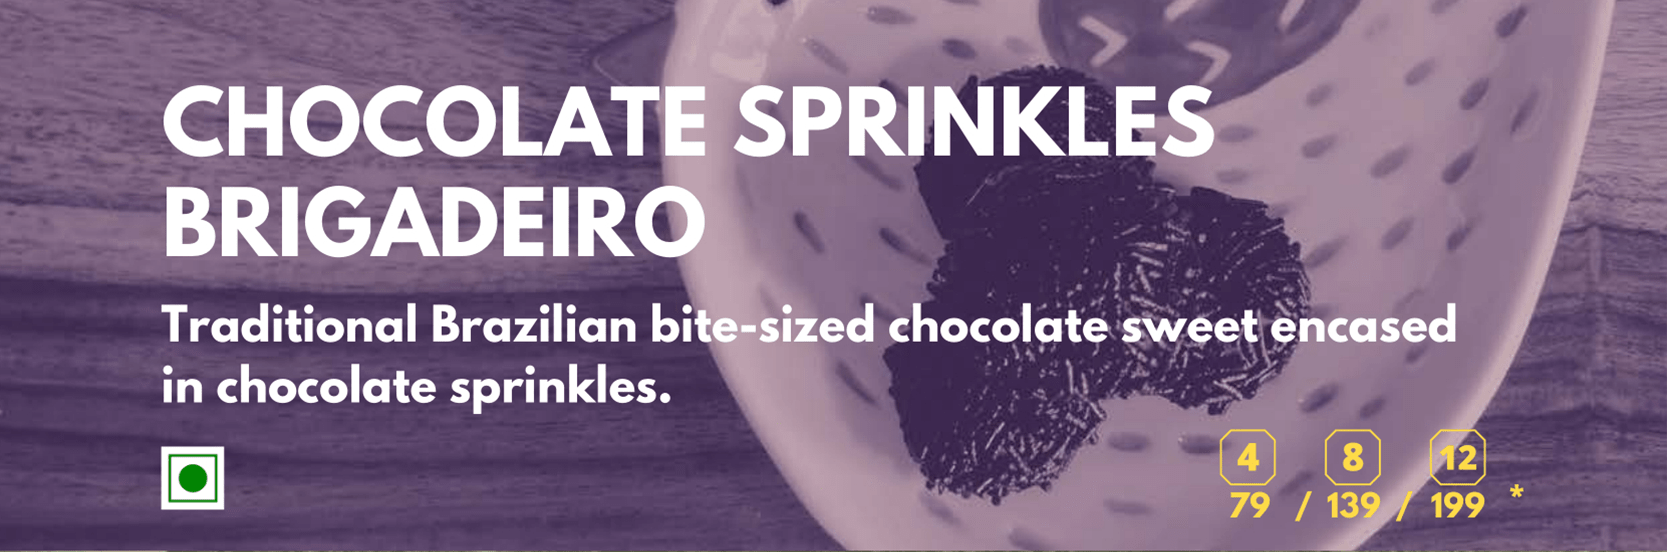 CHOCOLATE SPRINKLES
BRIGADEIRO
Traditional Brazilian bite-sized chocolate sweet encased
in chocolate sprinkles.
4 8 12
79 / 139 / 199 *